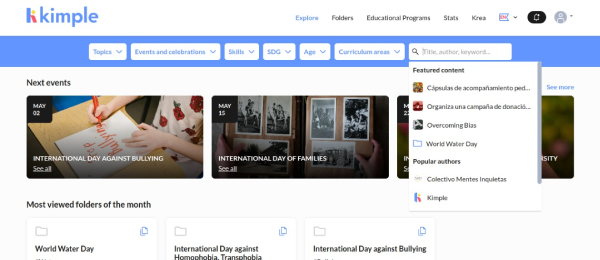 kimple
Explore Folders Educational Programs Stats Krea EN
Topics Events and celebrations Skills SDG Age Curriculum areas Title, author, keyword...
Featured content
Cápsulas de acompañamiento ped...
Organiza una campaña de donació...
Overcoming Bias
World Water Day
Popular authors
Colectivo Mentes Inquietas
Kimple
Next events
See more
MAY
02
INTERNATIONAL DAY AGAINST BULLYING
See all
MAY
15
INTERNATIONAL DAY OF FAMILIES
See all
MAY
Most viewed folders of the month
World Water Day
International Day against
Homophobia, Transphobia
International Day against Bullying